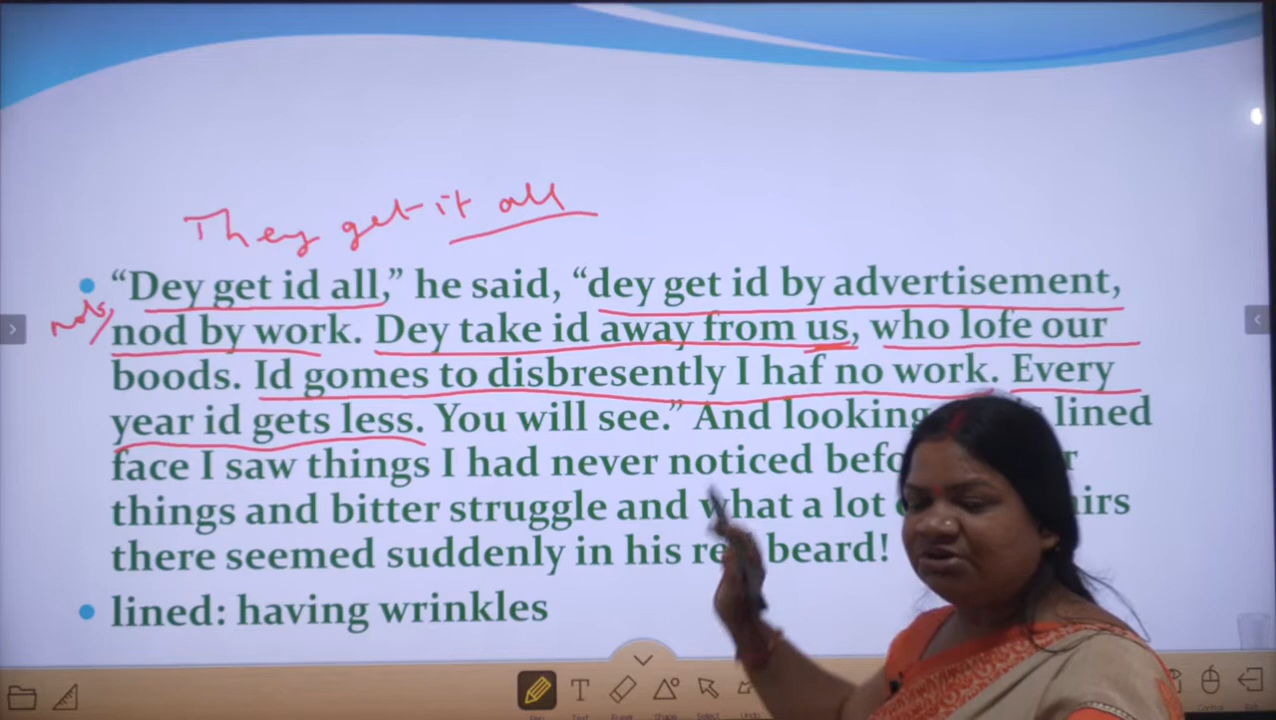 They get it all
• “Dey get id all,” he said, “dey get id by advertisement,
not/
nod by work. Dey take id away from us, who lofe our
boods. Id gomes to disbresently I haf no work. Every
year id gets less. You will see.” And looking lined
face I saw things I had never noticed
things and bitter struggle and what a lot
there seemed suddenly in his red beard!
• lined: having wrinkles